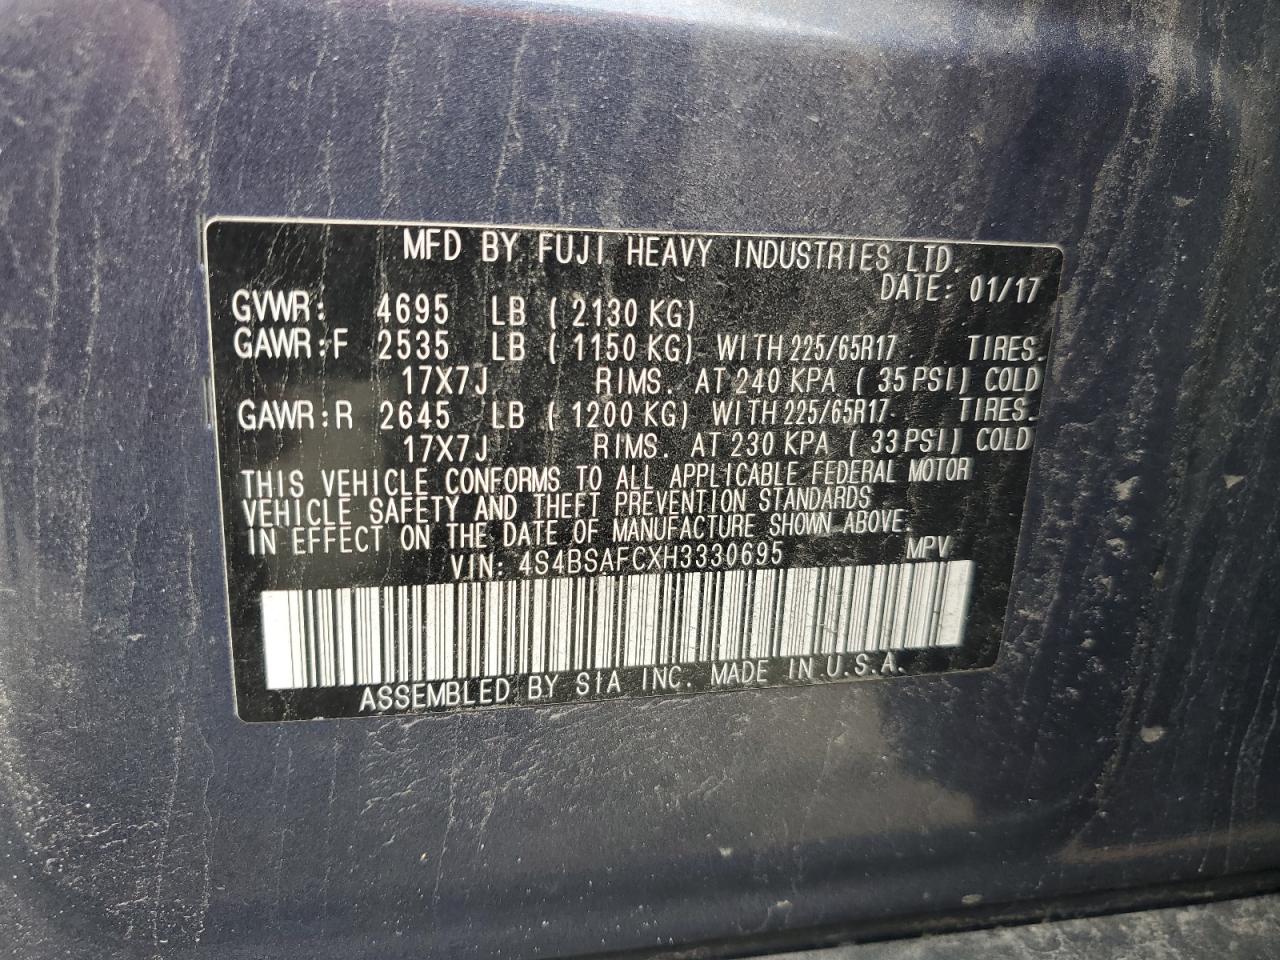 MFD BY FUJI HEAVY INDUSTRIES LTD.
DATE: 01/17
GVWR: 4695 LB ( 2130 KG)
GAWR:F 2535 LB ( 1150 KG) WITH 225/65R17 TIRES.
17X7J RIMS. AT 240 KPA ( 35 PSI) COLD
GAWR:R 2645 LB ( 1200 KG) WITH 225/65R17 TIRES.
17X7J RIMS. AT 230 KPA ( 33 PSI) COLD
THIS VEHICLE CONFORMS TO ALL APPLICABLE FEDERAL MOTOR
VEHICLE SAFETY AND THEFT PREVENTION STANDARDS
IN EFFECT ON THE DATE OF MANUFACTURE SHOWN ABOVE.
VIN: 4S4BSAFCXH3330695 MPV
ASSEMBLED BY SIA INC. MADE IN U.S.A.